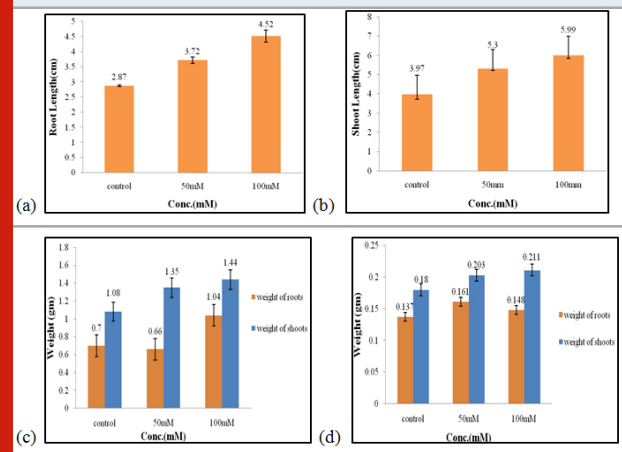 5
4.5
4
3.5
3
2.5
2
1.5
1
0.5
0
Root Length(cm)
2.87
3.72
4.52
control 50mM 100mM
Conc.(mM)
(a)
8
7
6
5
4
3
2
1
0
Shoot Length(cm)
3.97
5.3
5.99
control 50mm 100mm
Conc.(mM)
(b)
1.8
1.6
1.4
1.2
1
0.8
0.6
0.4
0.2
0
Weight (gm)
0.7
1.08
0.66
1.35
1.04
1.44
control 50mM 100mM
Conc.(mM)
weight of roots
weight of shoots
(c)
0.25
0.2
0.15
0.1
0.05
0
Weight (gm)
0.137
0.18
0.161
0.203
0.148
0.211
control 50mM 100mM
Conc.(mM)
weight of roots
weight of shoots
(d)